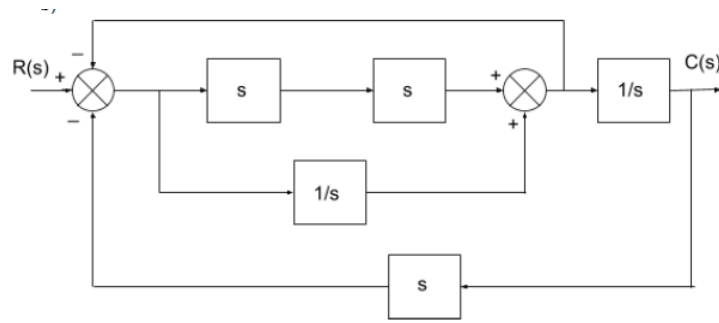 −
R(s) + s s + 1/s C(s)
− +
1/s
s